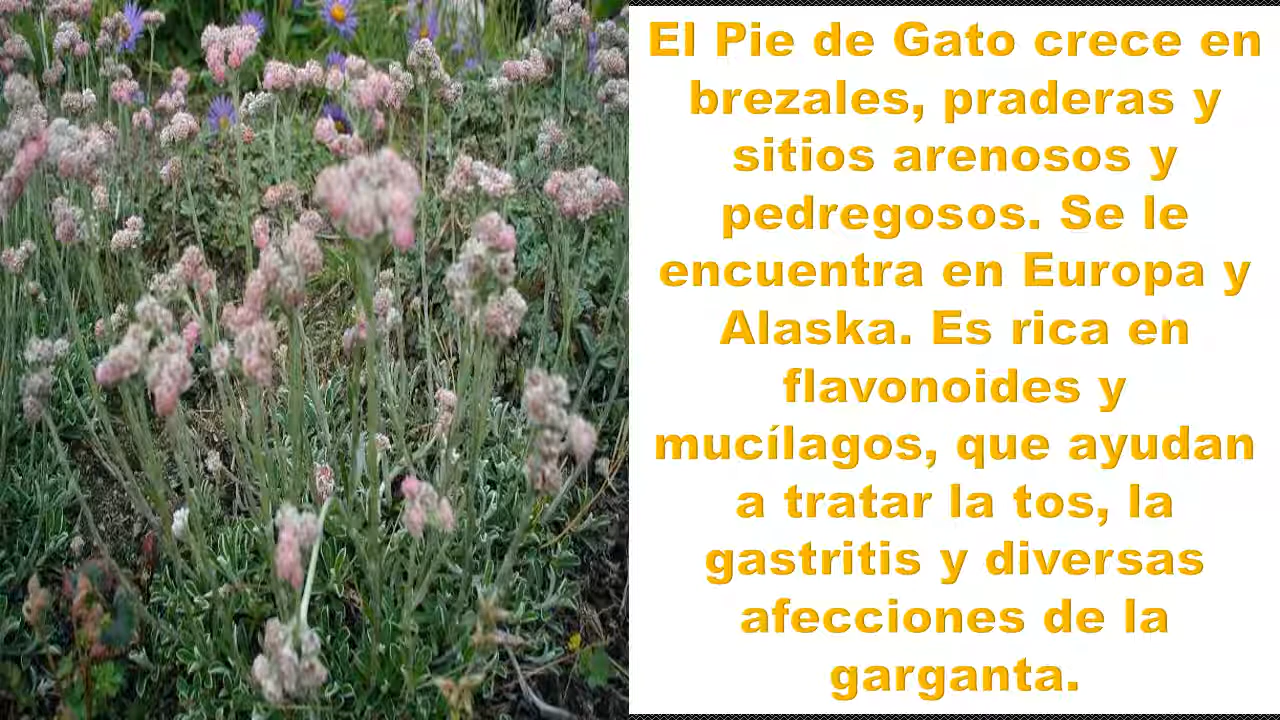 El Pie de Gato crece en
brezales, praderas y
sitios arenosos y
pedregosos. Se le
encuentra en Europa y
Alaska. Es rica en
flavonoides y
mucílagos, que ayudan
a tratar la tos, la
gastritis y diversas
afecciones de la
garganta.